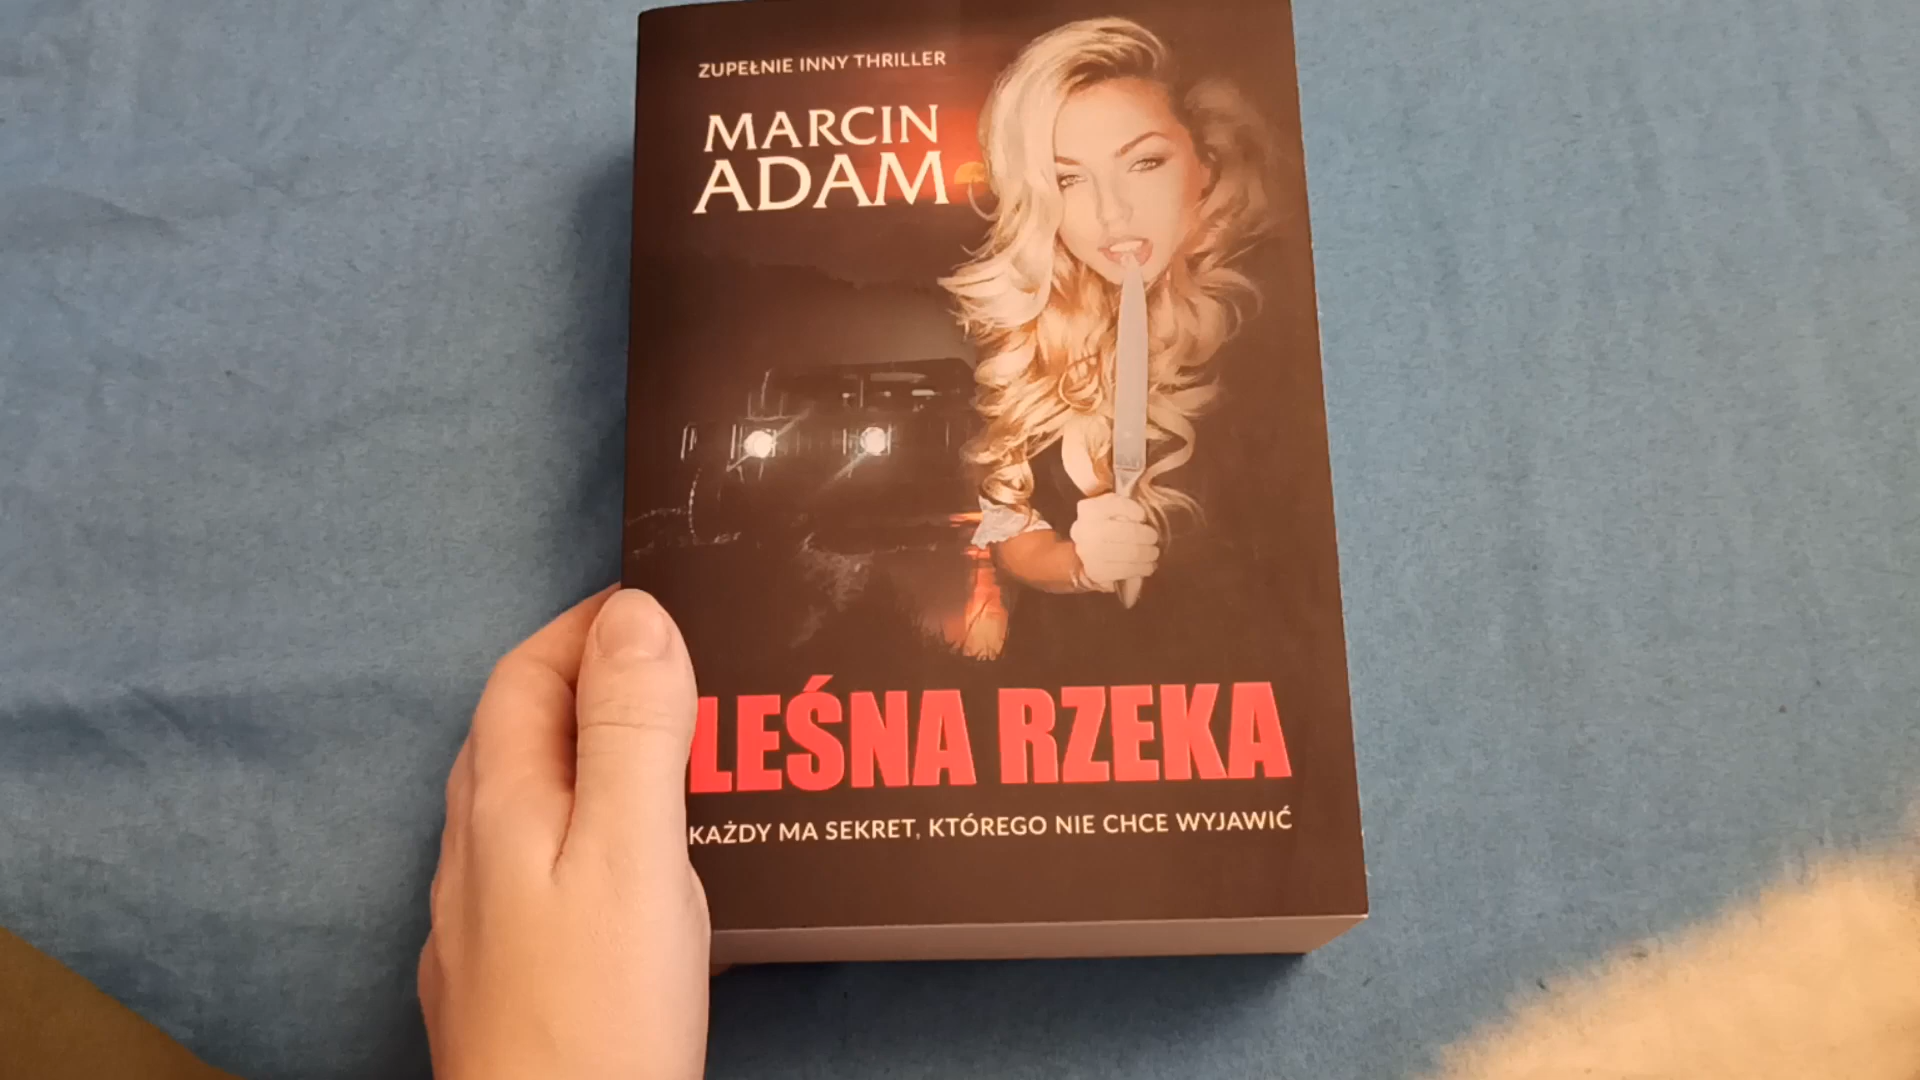 ZUPEŁNIE INNY THRILLER
MARCIN
ADAM
LEŚNA RZEKA
KAŻDY MA SEKRET, KTÓREGO NIE CHCE WYJAWIĆ